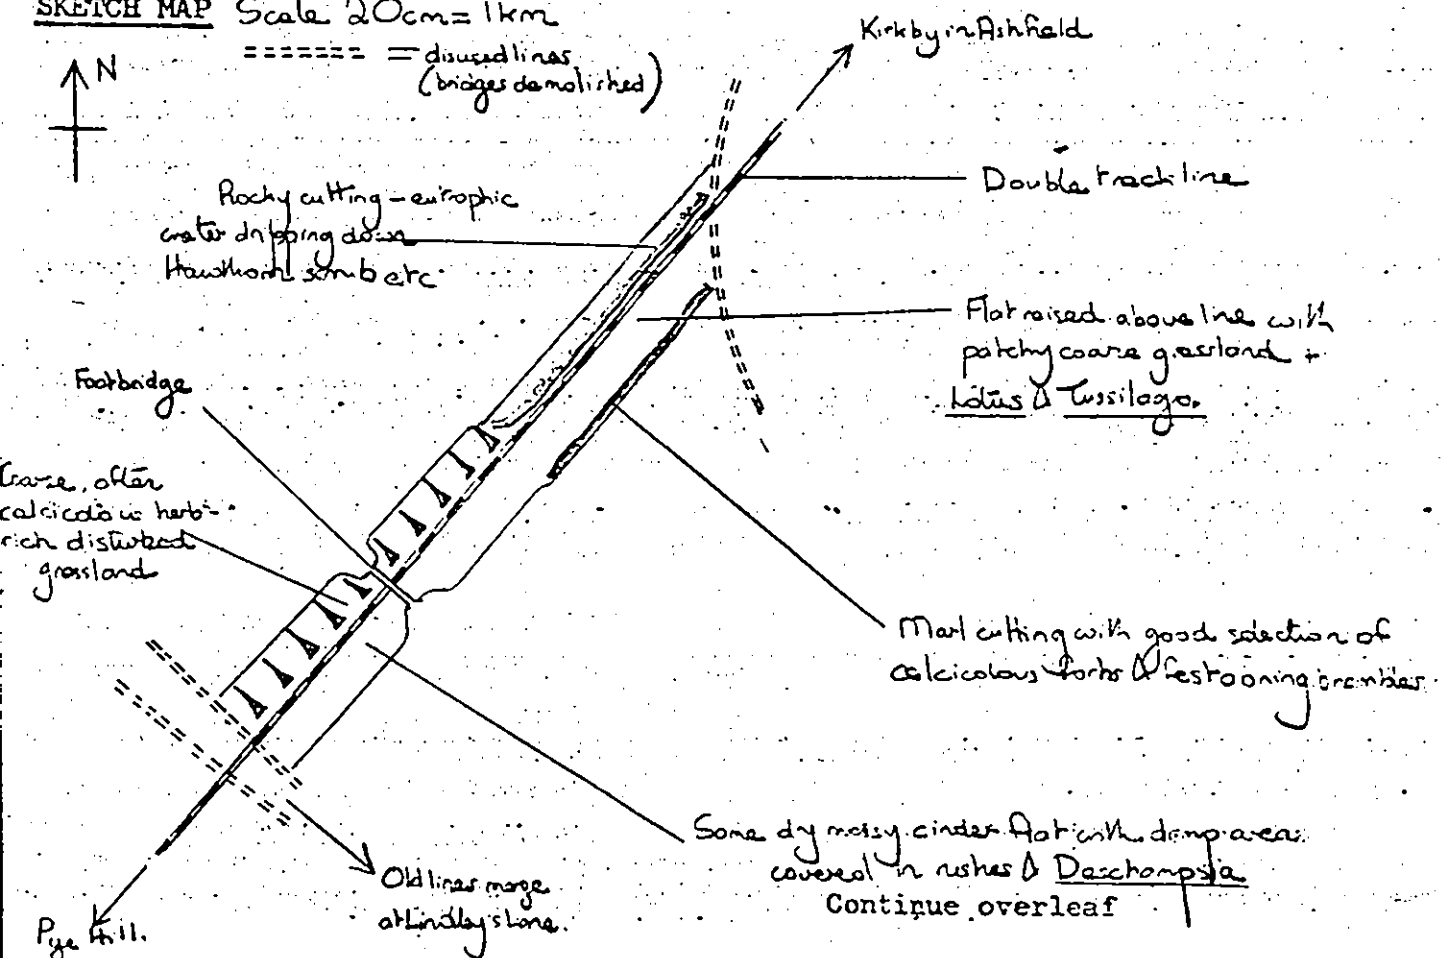 SKETCH MAP Scale 20cm = 1km
====== = disused lines
(bridges demolished)
N
Kirkby in Ashfield
Rocky cutting - eutrophic
water dripping down
Hawthorn scrub etc.
Double track line
Flat raised above line with
patchy coarse grassland +
Lotus & Tussilago.
Footbridge
Coarse, often
calcicolous herb-
rich disturbed
grassland
Marl cutting with good selection of
calcicolous forbs & festooning brambles.
Some dry mossy cinder flat with damp areas
covered in rushes & Deschampsia
Continue overleaf
Old lines merge
at Lindley's Lane.
Pye Hill.